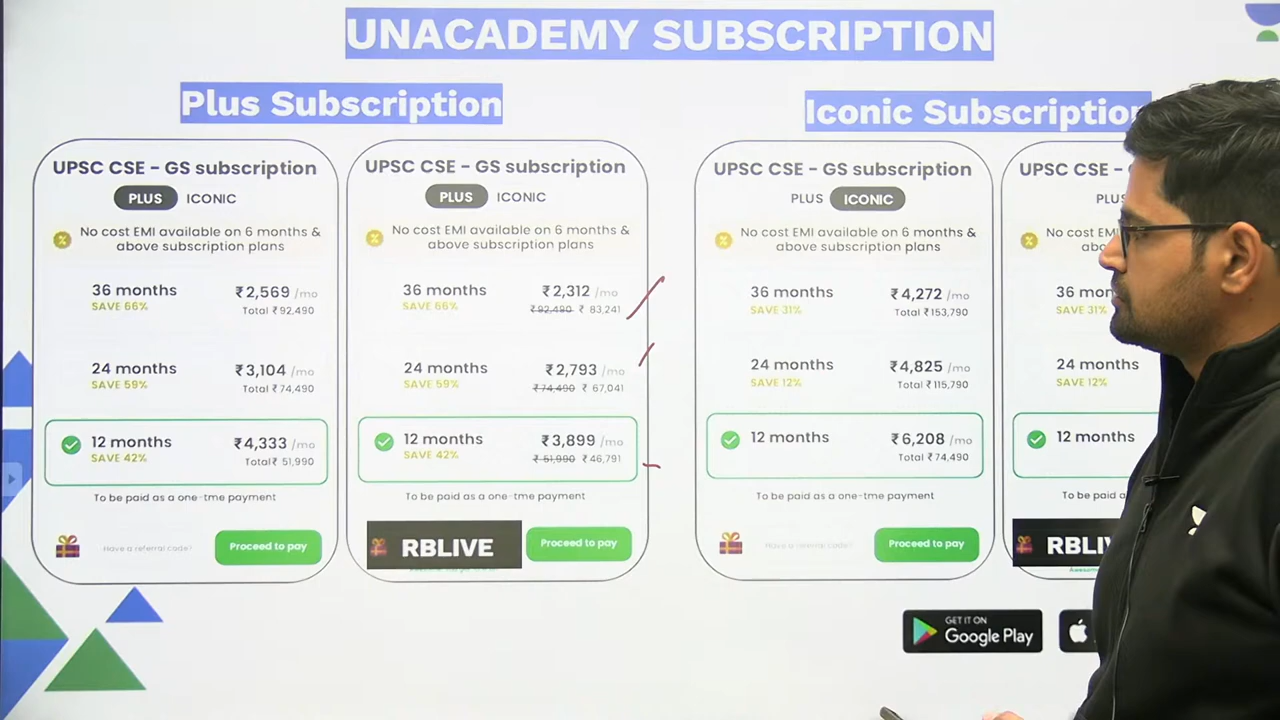 UNACADEMY SUBSCRIPTION
Plus Subscription
UPSC CSE - GS subscription
PLUS ICONIC
No cost EMI available on 6 months &
above subscription plans
36 months ₹2,569 /mo
SAVE 66% Total ₹92,490
24 months ₹3,104 /mo
SAVE 59% Total ₹74,490
12 months ₹4,333 /mo
SAVE 42% Total ₹ 51,990
To be paid as a one-tme payment
Have a referral code? Proceed to pay
UPSC CSE - GS subscription
PLUS ICONIC
No cost EMI available on 6 months &
above subscription plans
36 months ₹2,312 /mo
SAVE 66% ₹92,490 ₹ 83,241
24 months ₹2,793 /mo
SAVE 59% ₹74,490 ₹ 67,041
12 months ₹3,899 /mo
SAVE 42% ₹ 51,990 ₹46,791
To be paid as a one-tme payment
RBLIVE Proceed to pay
Iconic Subscription
UPSC CSE - GS subscription
PLUS ICONIC
No cost EMI available on 6 months &
above subscription plans
36 months ₹4,272 /mo
SAVE 31% Total ₹153,790
24 months ₹4,825 /mo
SAVE 12% Total ₹115,790
12 months ₹6,208 /mo
Total ₹74,490
To be paid as a one-tme payment
Have a referral code? Proceed to pay
UPSC CSE -
No cost
24 months
SAVE 31%
SAVE 12%
12 months
To be paid a
GET IT ON
Google Play